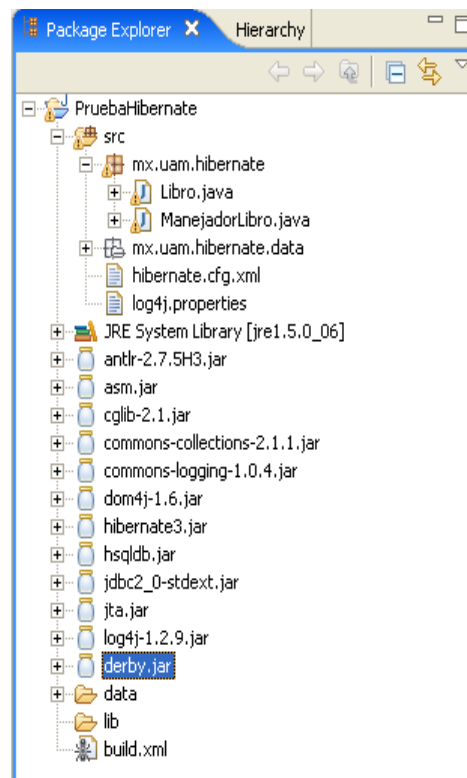 Package Explorer Hierarchy
PruebaHibernate
src
mx.uam.hibernate
Libro.java
ManejadorLibro.java
mx.uam.hibernate.data
hibernate.cfg.xml
log4j.properties
JRE System Library [jre1.5.0_06]
antlr-2.7.5H3.jar
asm.jar
cglib-2.1.jar
commons-collections-2.1.1.jar
commons-logging-1.0.4.jar
dom4j-1.6.jar
hibernate3.jar
hsqldb.jar
jdbc2_0-stdext.jar
jta.jar
log4j-1.2.9.jar
derby.jar
data
lib
build.xml